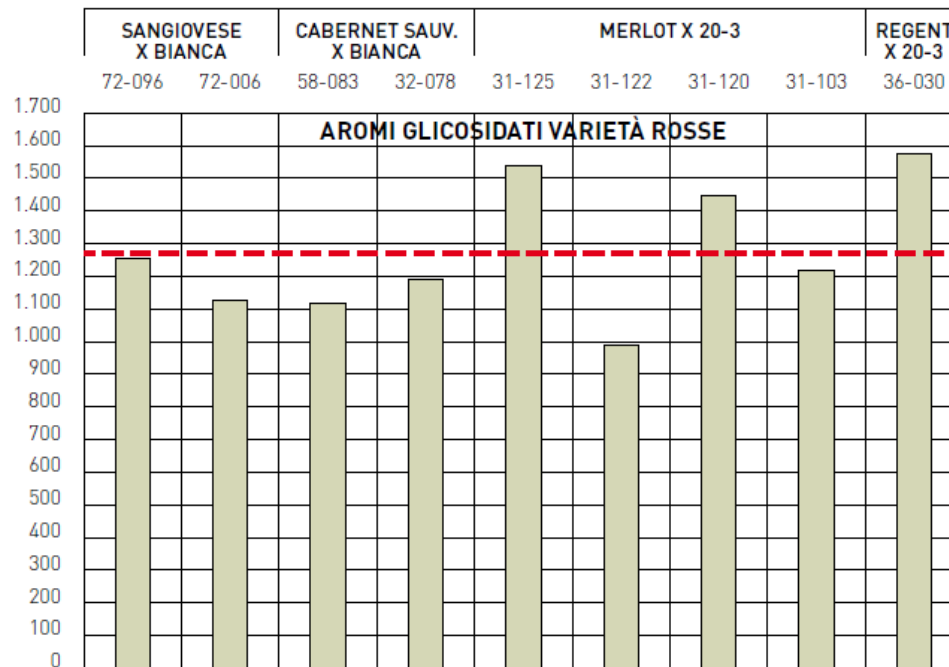 SANGIOVESE
X BIANCA
CABERNET SAUV.
X BIANCA
MERLOT X 20-3
REGENT
X 20-3
72-096 72-006 58-083 32-078 31-125 31-122 31-120 31-103 36-030
AROMI GLICOSIDATI VARIETÀ ROSSE
1.700
1.600
1.500
1.400
1.300
1.200
1.100
1.000
900
800
700
600
500
400
300
200
100
0